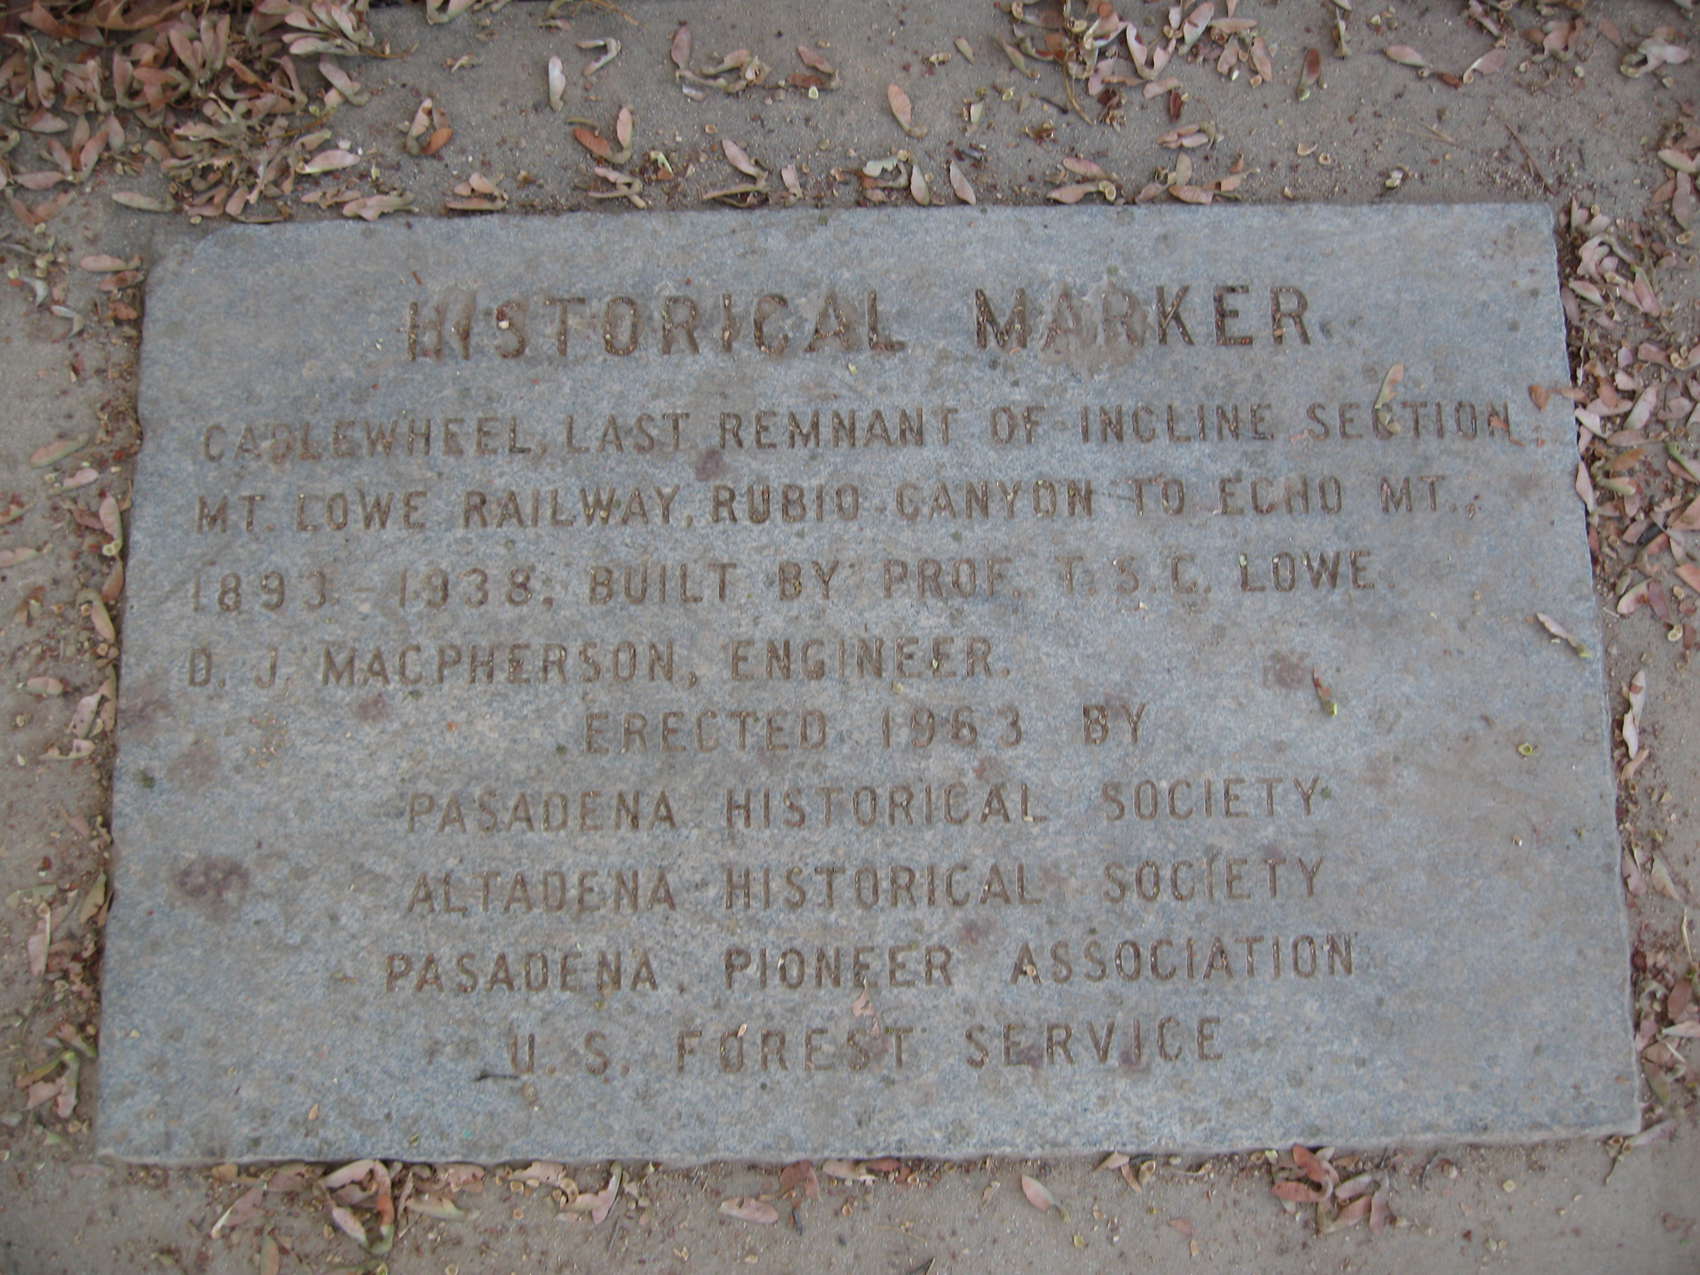 HISTORICAL MARKER
CABLEWHEEL, LAST REMNANT OF INCLINE SECTION
MT. LOWE RAILWAY, RUBIO CANYON TO ECHO MT.,
1893 - 1938. BUILT BY PROF. T. S. C. LOWE
D. J. MACPHERSON, ENGINEER.
ERECTED 1963 BY
PASADENA HISTORICAL SOCIETY
ALTADENA HISTORICAL SOCIETY
PASADENA PIONEER ASSOCIATION
U. S. FOREST SERVICE